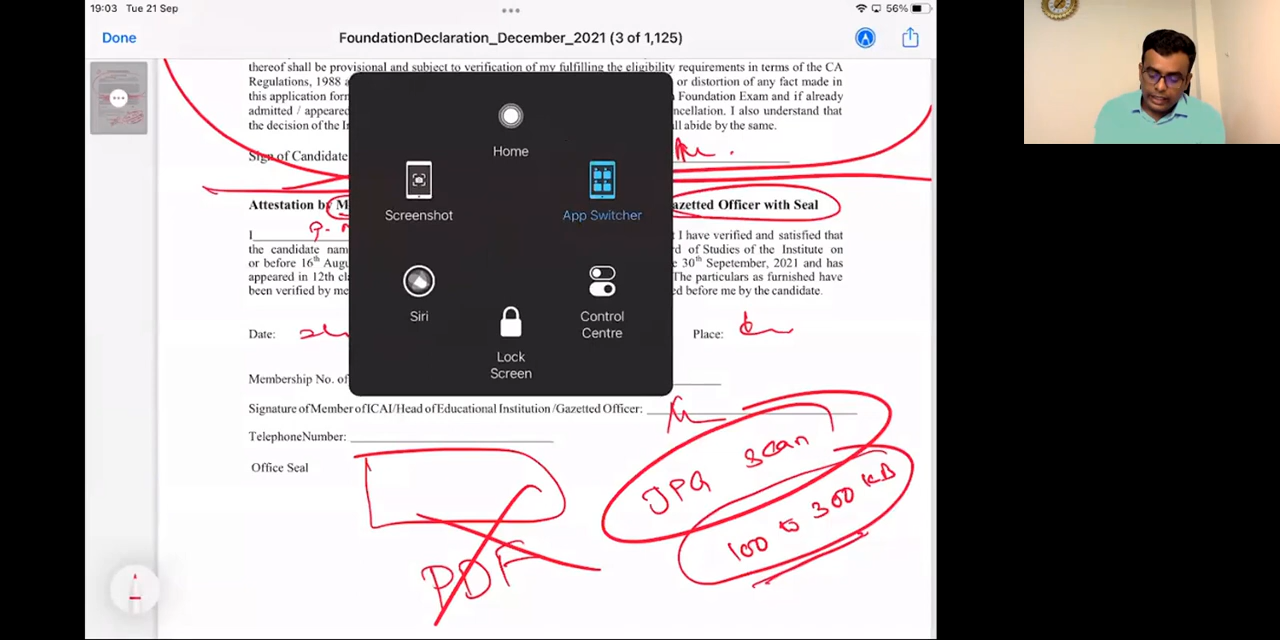 19:03 Tue 21 Sep
56%
Done
FoundationDeclaration_December_2021 (3 of 1,125)
thereof shall be provisional and subject to verification of my fulfilling the eligibility requirements in terms of the CA
Regulations, 1988 a or distortion of any fact made in
this application form Foundation Exam and if already
admitted / appeared ncellation. I also understand that
the decision of the I ll abide by the same.
Sign of Candidate
Attestation by M azetted Officer with Seal
I I have verified and satisfied that
the candidate nam rd of Studies of the Institute on
or before 16th Augu e 30th Sepetember, 2021 and has
appeared in 12th cl The particulars as furnished have
been verified by me ed before me by the candidate.
Date: Place:
Membership No. of
Signature of Member of ICAI/Head of Educational Institution /Gazetted Officer:
TelephoneNumber:
Office Seal
Home
Screenshot
App Switcher
Siri
Control
Centre
Lock
Screen
JPG scan
100 to 300 KB
PDF